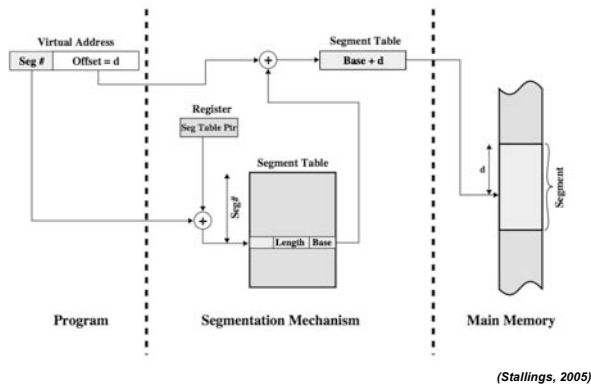 Virtual Address
Seg #
Offset = d
Segment Table
Base + d
Register
Seg Table Ptr
Segment Table
Seg#
Length
Base
d
Segment
Program
Segmentation Mechanism
Main Memory
(Stallings, 2005)